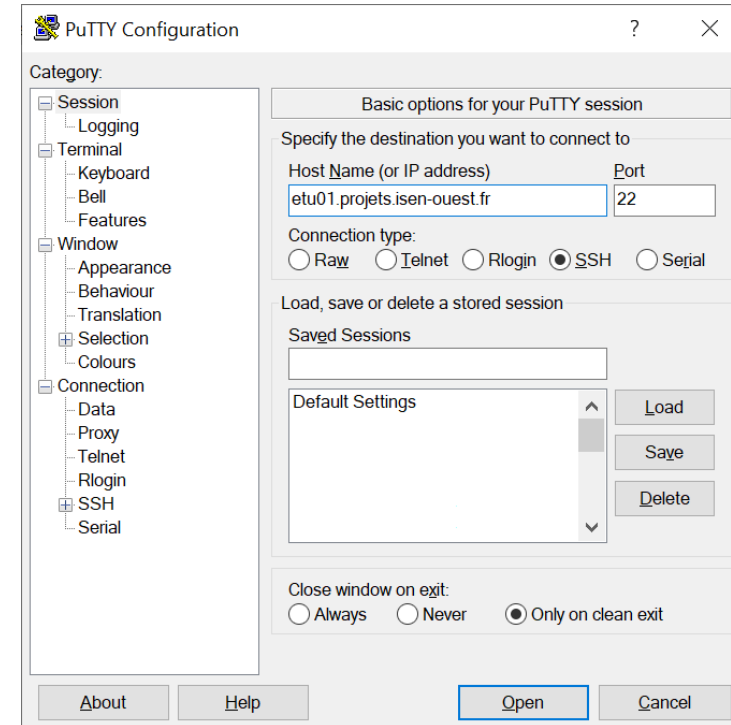 PuTTY Configuration
?
Category:
Session
Logging
Terminal
Keyboard
Bell
Features
Window
Appearance
Behaviour
Translation
Selection
Colours
Connection
Data
Proxy
Telnet
Rlogin
SSH
Serial
Basic options for your PuTTY session
Specify the destination you want to connect to
Host Name (or IP address) Port
etu01.projets.isen-ouest.fr 22
Connection type:
Raw Telnet Rlogin SSH Serial
Load, save or delete a stored session
Saved Sessions
Default Settings
Load
Save
Delete
Close window on exit:
Always Never Only on clean exit
About Help Open Cancel